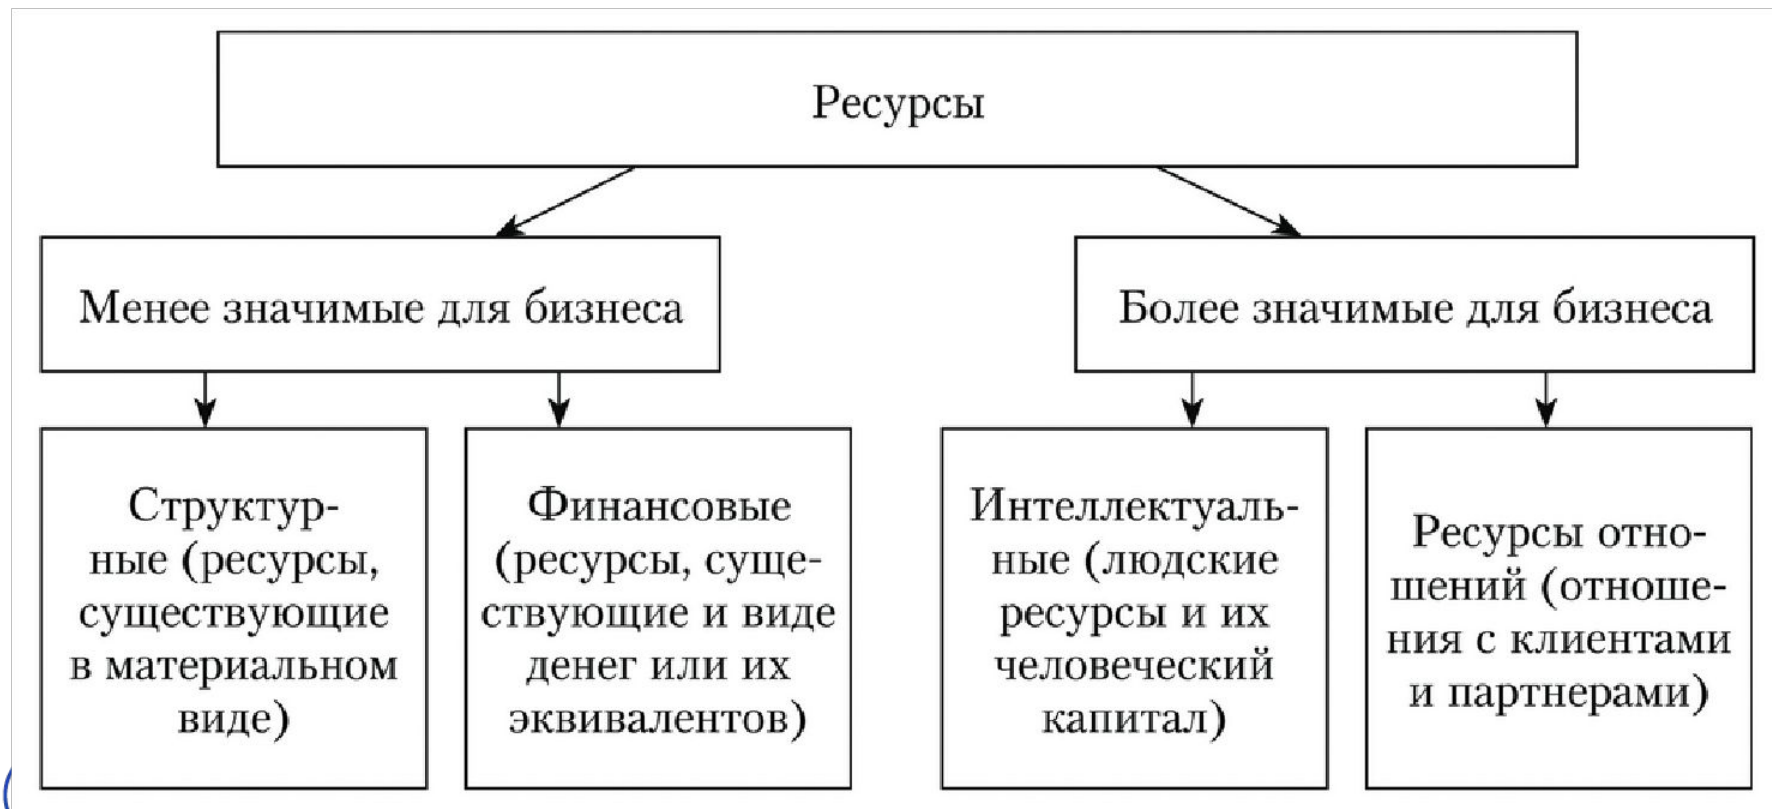 Ресурсы
Менее значимые для бизнеса
Более значимые для бизнеса
Структур-
ные (ресурсы,
существующие
в материальном
виде)
Финансовые
(ресурсы, суще-
ствующие и виде
денег или их
эквивалентов)
Интеллектуаль-
ные (людские
ресурсы и их
человеческий
капитал)
Ресурсы отно-
шений (отноше-
ния с клиентами
и партнерами)